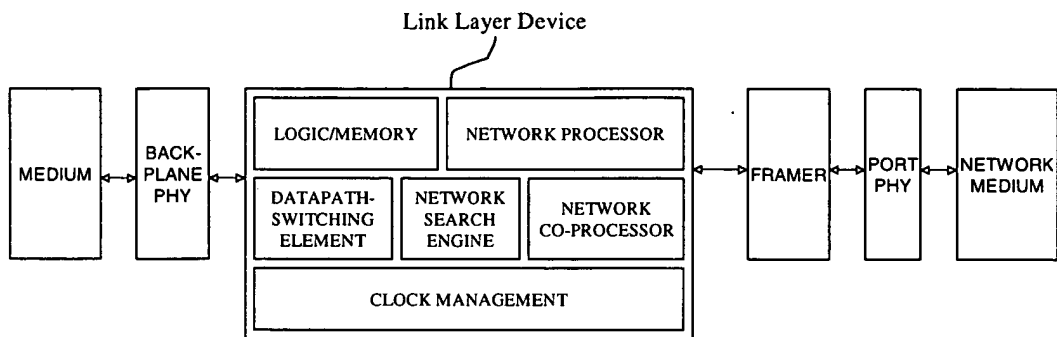 Link Layer Device
MEDIUM
BACK-
PLANE
PHY
LOGIC/MEMORY
NETWORK PROCESSOR
DATAPATH-
SWITCHING
ELEMENT
NETWORK
SEARCH
ENGINE
NETWORK
CO-PROCESSOR
CLOCK MANAGEMENT
FRAMER
PORT
PHY
NETWORK
MEDIUM